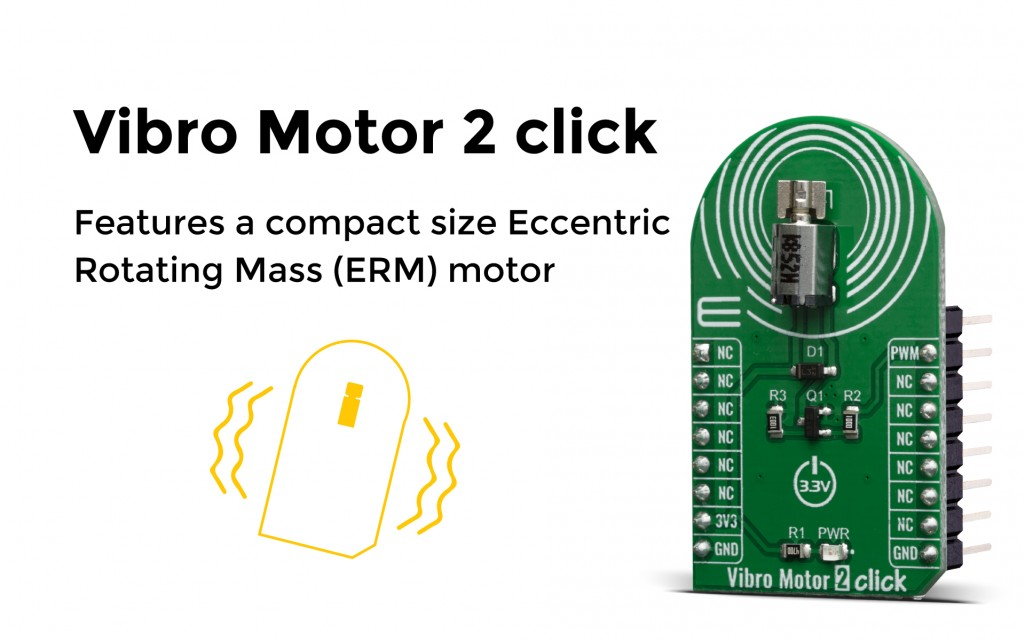 Vibro Motor 2 click
Features a compact size Eccentric
Rotating Mass (ERM) motor
K852H
D1
NC
PWM
NC
NC
R3
Q1
R2
NC
NC
NC
NC
NC
3.3V
NC
NC
NC
3V3
NC
R1
PWR
GND
GND
Vibro Motor 2 click